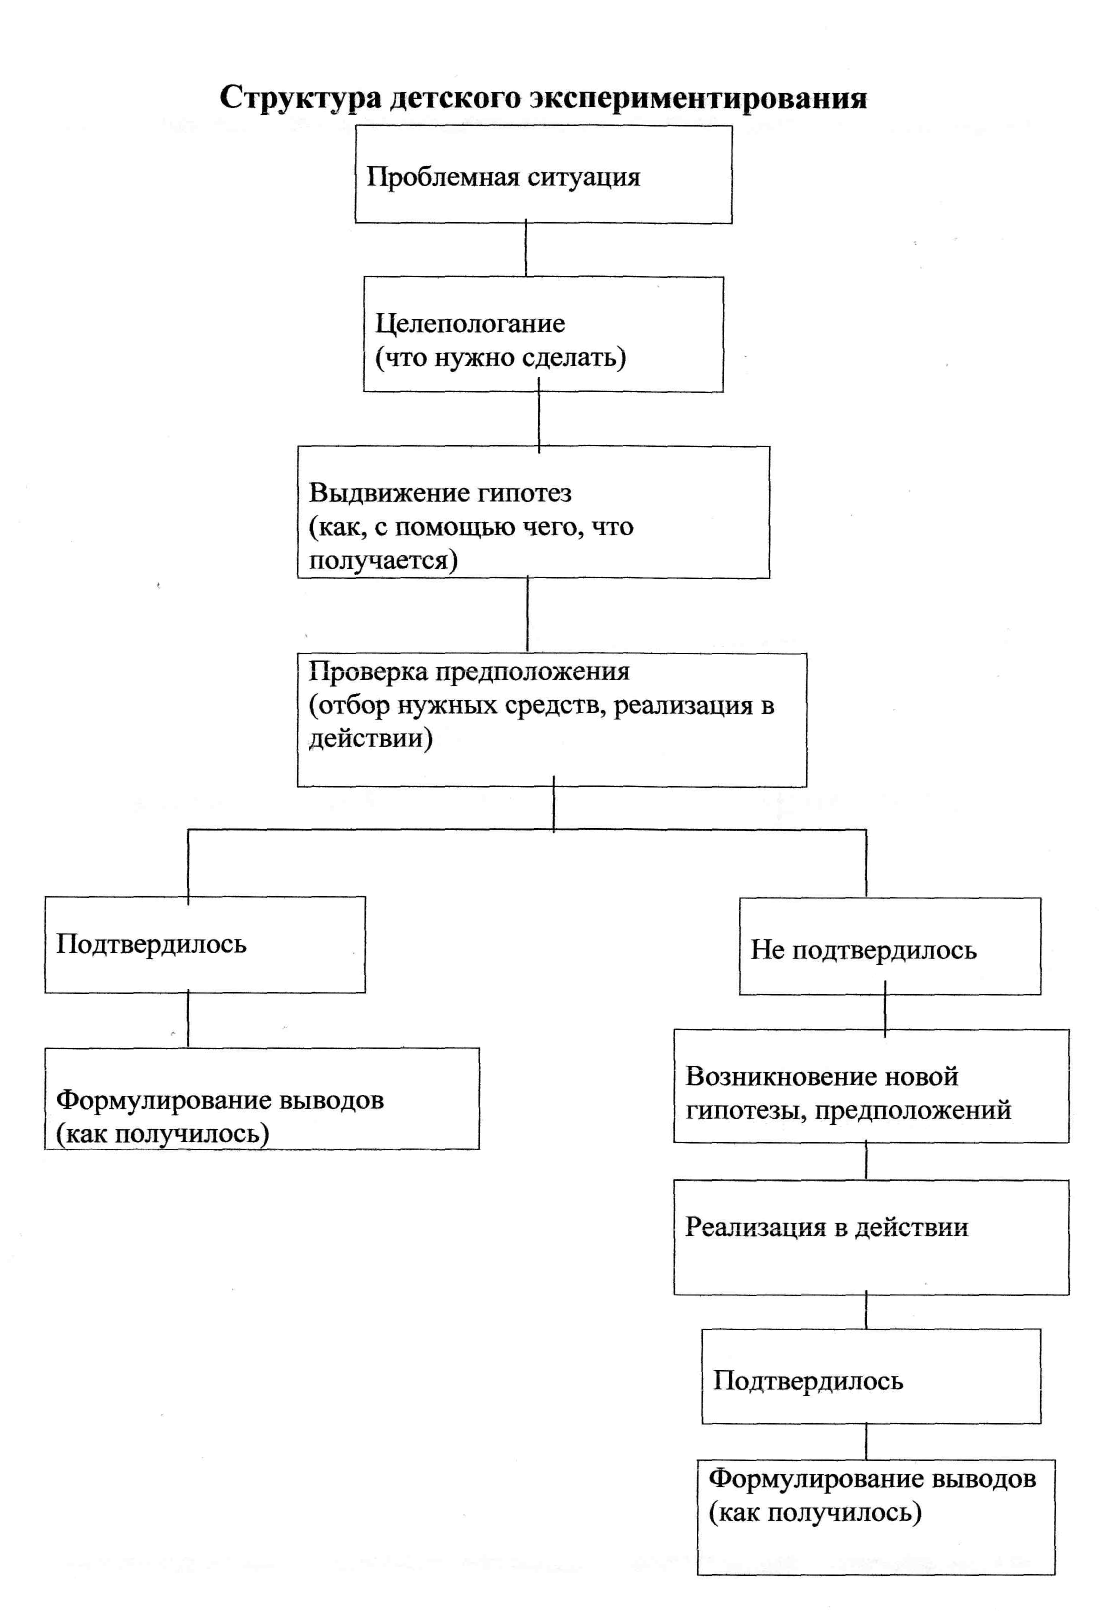 Структура детского экспериментирования
Проблемная ситуация
Целепологание
(что нужно сделать)
Выдвижение гипотез
(как, с помощью чего, что
получается)
Проверка предположения
(отбор нужных средств, реализация в
действии)
Подтвердилось
Не подтвердилось
Формулирование выводов
(как получилось)
Возникновение новой
гипотезы, предположений
Реализация в действии
Подтвердилось
Формулирование выводов
(как получилось)